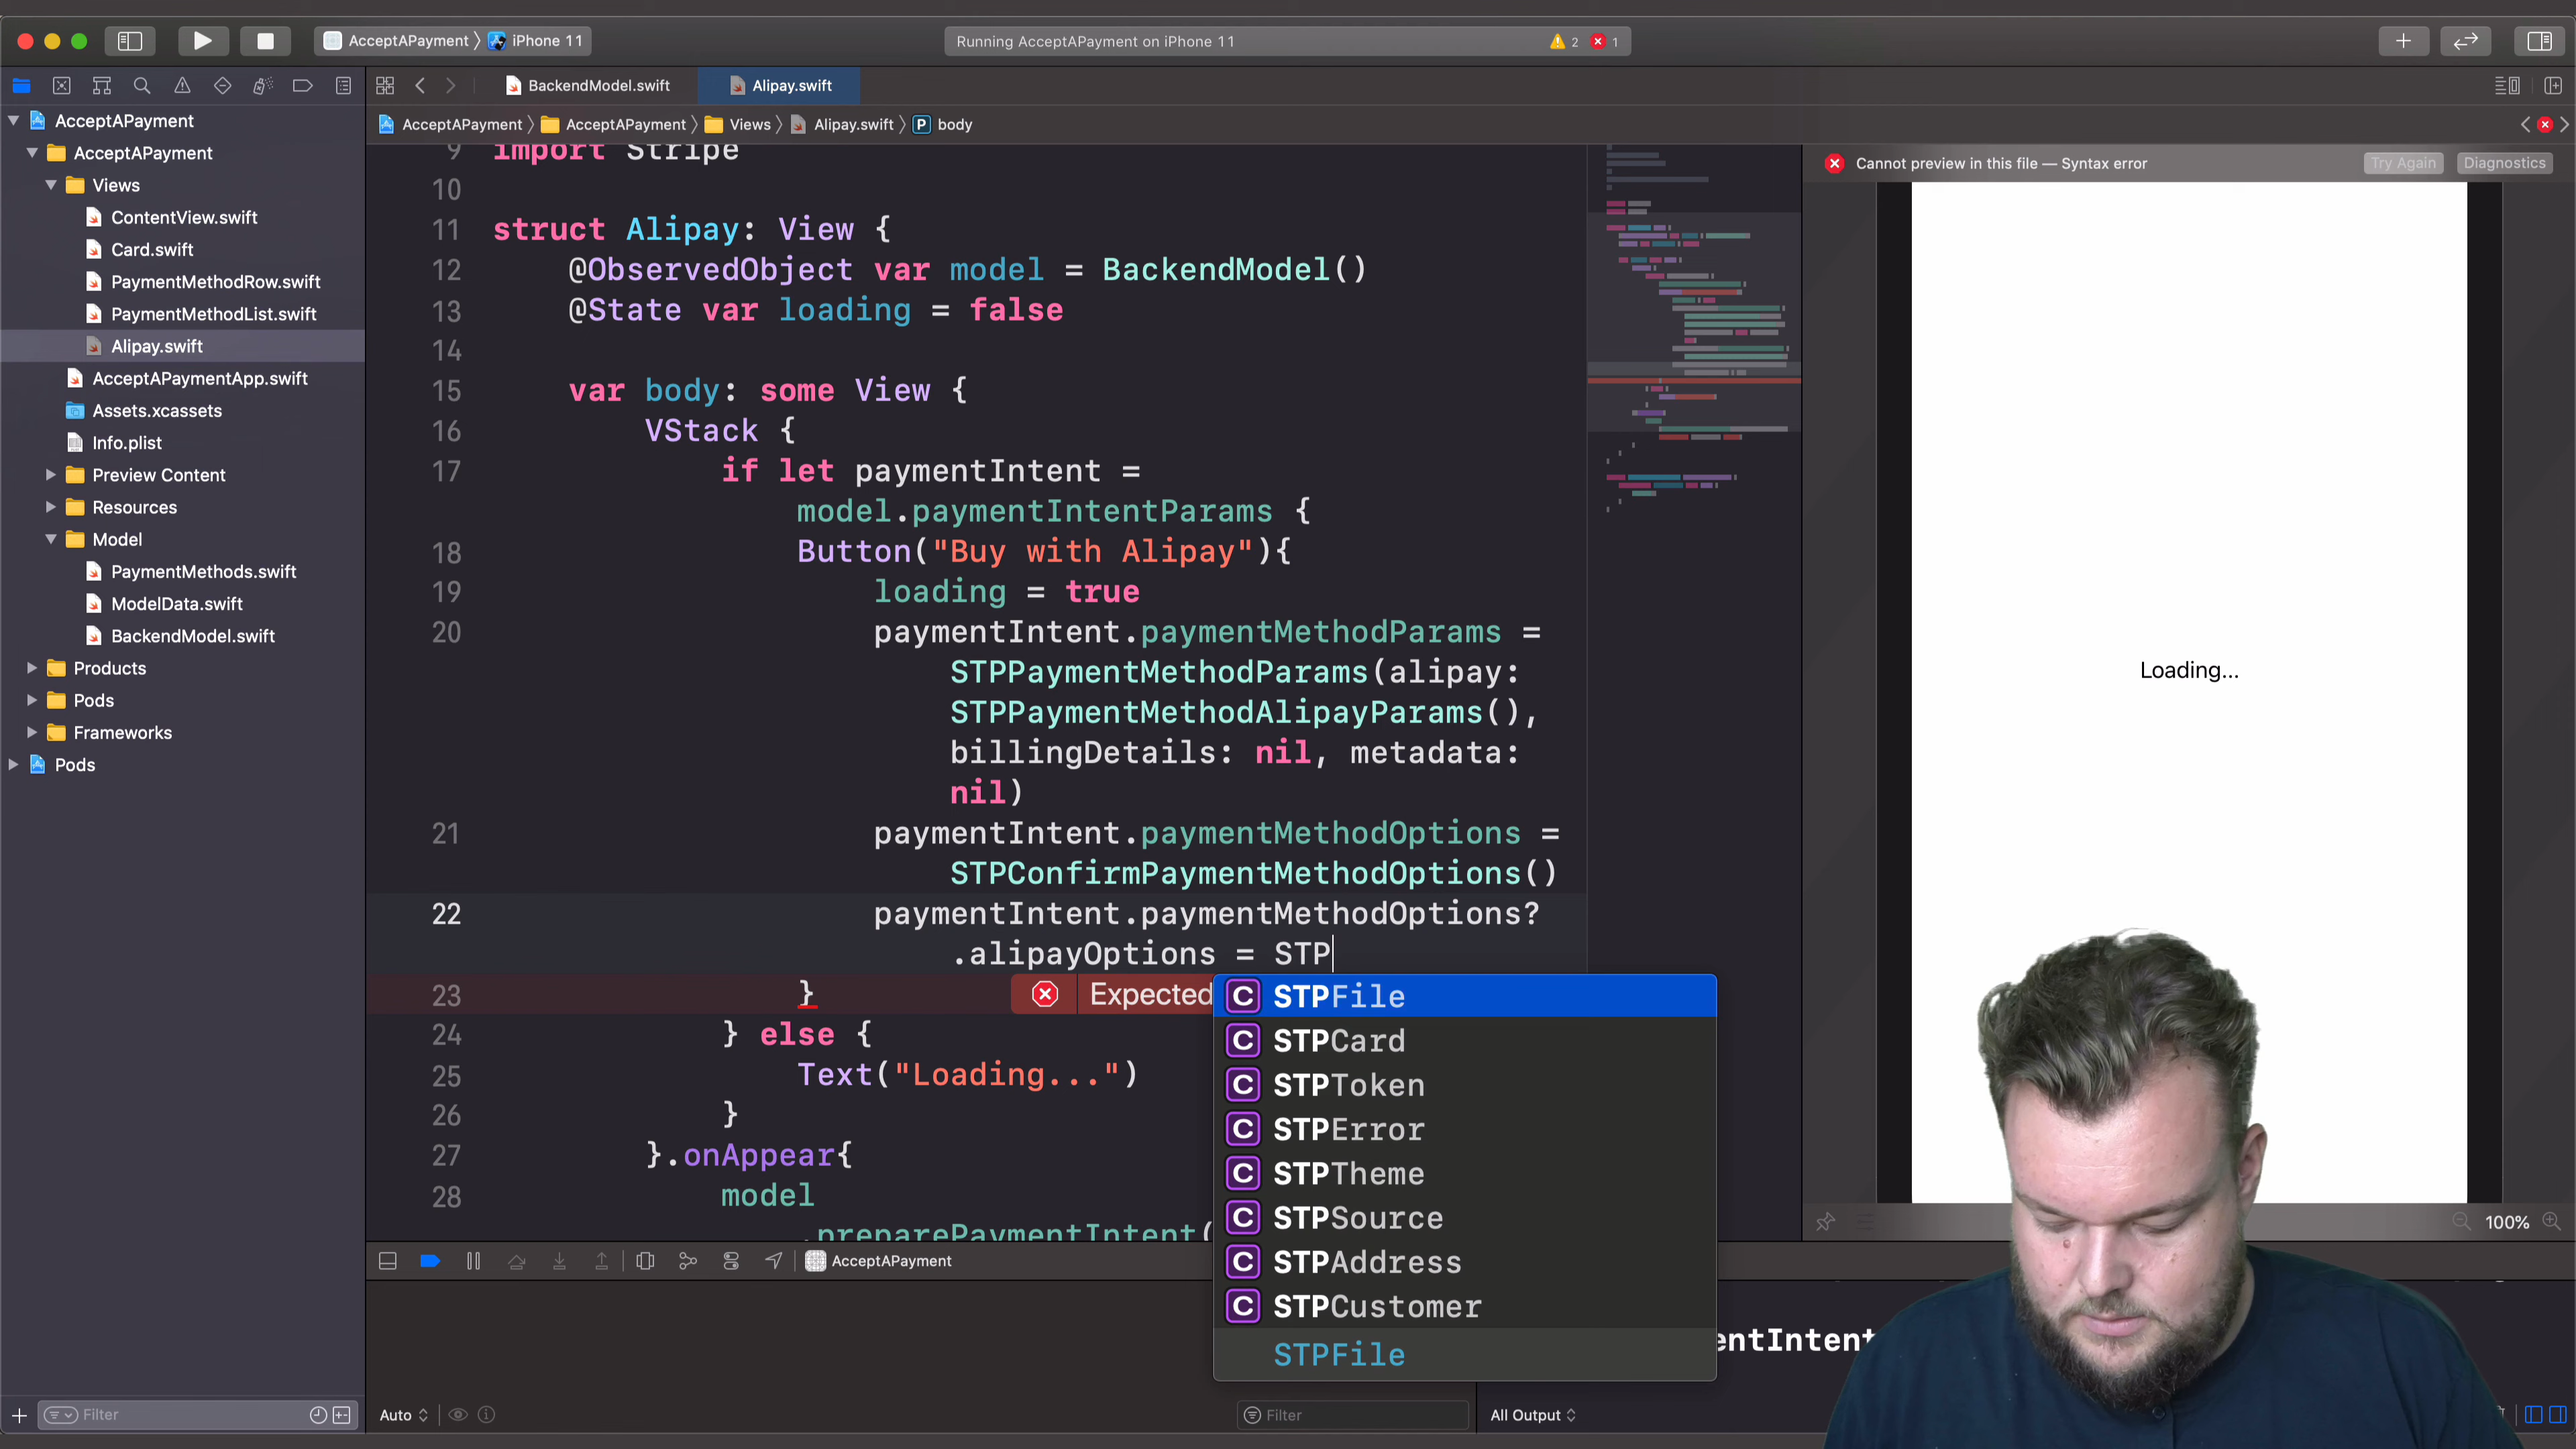 AcceptAPayment 〉 iPhone 11
Running AcceptAPayment on iPhone 11
2
1
BackendModel.swift
Alipay.swift
AcceptAPayment 〉 AcceptAPayment 〉 Views 〉 Alipay.swift 〉 P body
AcceptAPayment
AcceptAPayment
Views
ContentView.swift
Card.swift
PaymentMethodRow.swift
PaymentMethodList.swift
Alipay.swift
AcceptAPaymentApp.swift
Assets.xcassets
Info.plist
Preview Content
Resources
Model
PaymentMethods.swift
ModelData.swift
BackendModel.swift
Products
Pods
Frameworks
Pods
Filter
9 import Stripe
10
11 struct Alipay: View {
12 @ObservedObject var model = BackendModel()
13 @State var loading = false
14
15 var body: some View {
16 VStack {
17 if let paymentIntent =
model.paymentIntentParams {
18 Button("Buy with Alipay"){
19 loading = true
20 paymentIntent.paymentMethodParams =
STPPaymentMethodParams(alipay:
STPPaymentMethodAlipayParams(),
billingDetails: nil, metadata:
nil)
21 paymentIntent.paymentMethodOptions =
STPConfirmPaymentMethodOptions()
22 paymentIntent.paymentMethodOptions?
.alipayOptions = STP
23 } Expected
24 } else {
25 Text("Loading...")
26 }
27 }.onAppear{
28 model
.preparePaymentIntent(
C STPFile
C STPCard
C STPToken
C STPError
C STPTheme
C STPSource
C STPAddress
C STPCustomer
STPFile
Cannot preview in this file — Syntax error
Try Again
Diagnostics
Loading...
100%
AcceptAPayment
entIntent
Auto
Filter
All Output